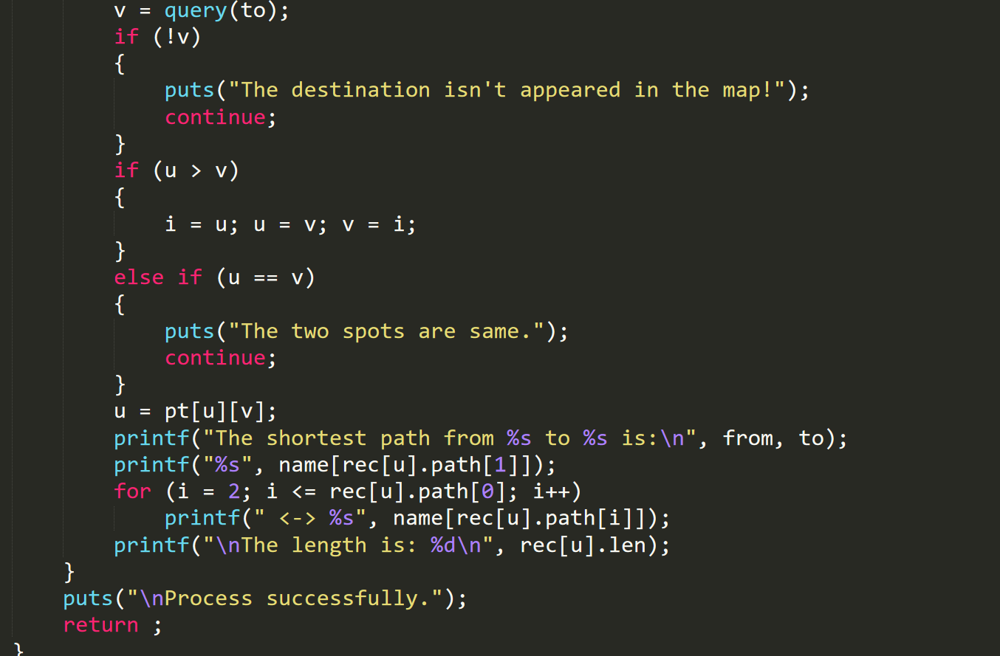 v = query(to);
        if (!v)
        {
            puts("The destination isn't appeared in the map!");
            continue;
        }
        if (u > v)
        {
            i = u; u = v; v = i;
        }
        else if (u == v)
        {
            puts("The two spots are same.");
            continue;
        }
        u = pt[u][v];
        printf("The shortest path from %s to %s is:\n", from, to);
        printf("%s", name[rec[u].path[1]]);
        for (i = 2; i <= rec[u].path[0]; i++)
            printf(" <-> %s", name[rec[u].path[i]]);
        printf("\nThe length is: %d\n", rec[u].len);
    }
    puts("\nProcess successfully.");
    return ;
}